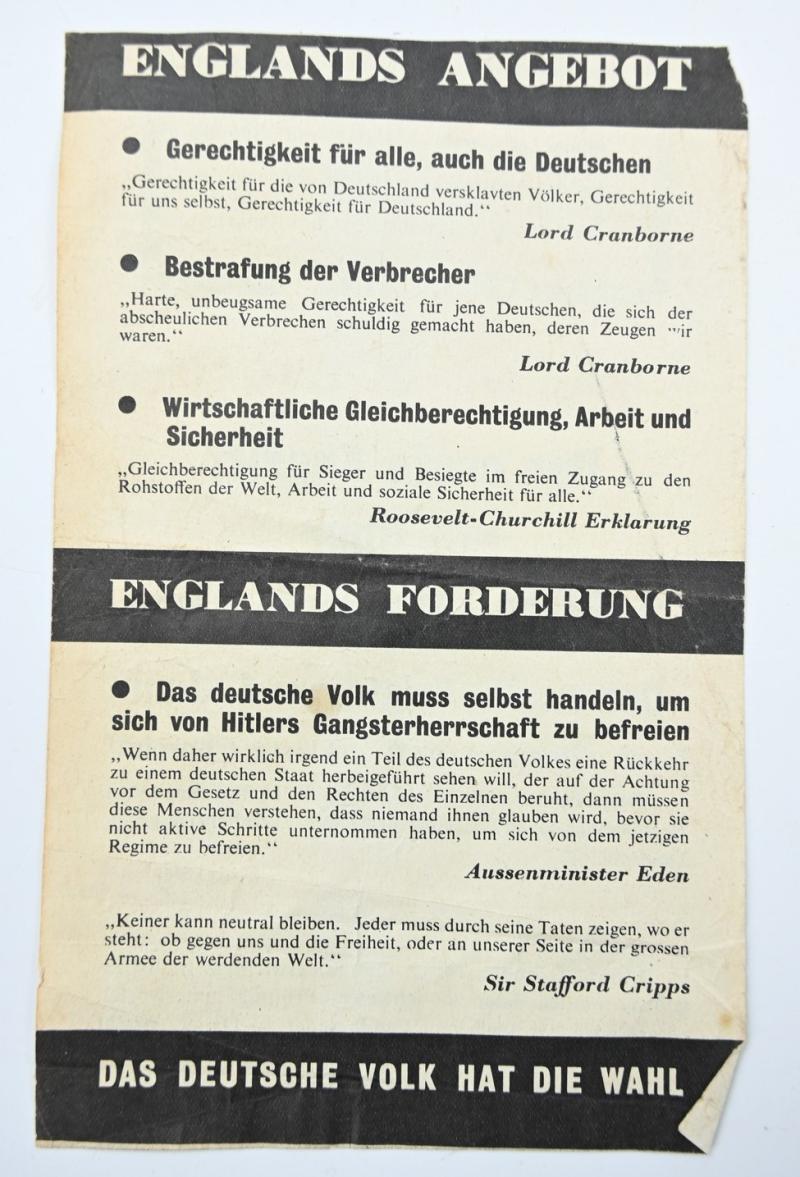 ENGLANDS ANGEBOT
● Gerechtigkeit für alle, auch die Deutschen
„Gerechtigkeit für die von Deutschland versklavten Völker, Gerechtigkeit
für uns selbst, Gerechtigkeit für Deutschland.“
Lord Cranborne
● Bestrafung der Verbrecher
„Harte, unbeugsame Gerechtigkeit für jene Deutschen, die sich der
abscheulichen Verbrechen schuldig gemacht haben, deren Zeugen wir
waren.“
Lord Cranborne
● Wirtschaftliche Gleichberechtigung, Arbeit und
Sicherheit
„Gleichberechtigung für Sieger und Besiegte im freien Zugang zu den
Rohstoffen der Welt, Arbeit und soziale Sicherheit für alle.“
Roosevelt-Churchill Erklarung
ENGLANDS FORDERUNG
● Das deutsche Volk muss selbst handeln, um
sich von Hitlers Gangsterherrschaft zu befreien
„Wenn daher wirklich irgend ein Teil des deutschen Volkes eine Rückkehr
zu einem deutschen Staat herbeigeführt sehen will, der auf der Achtung
vor dem Gesetz und den Rechten des Einzelnen beruht, dann müssen
diese Menschen verstehen, dass niemand ihnen glauben wird, bevor sie
nicht aktive Schritte unternommen haben, um sich von dem jetzigen
Regime zu befreien.“
Aussenminister Eden
„Keiner kann neutral bleiben. Jeder muss durch seine Taten zeigen, wo er
steht: ob gegen uns und die Freiheit, oder an unserer Seite in der grossen
Armee der werdenden Welt.“
Sir Stafford Cripps
DAS DEUTSCHE VOLK HAT DIE WAHL